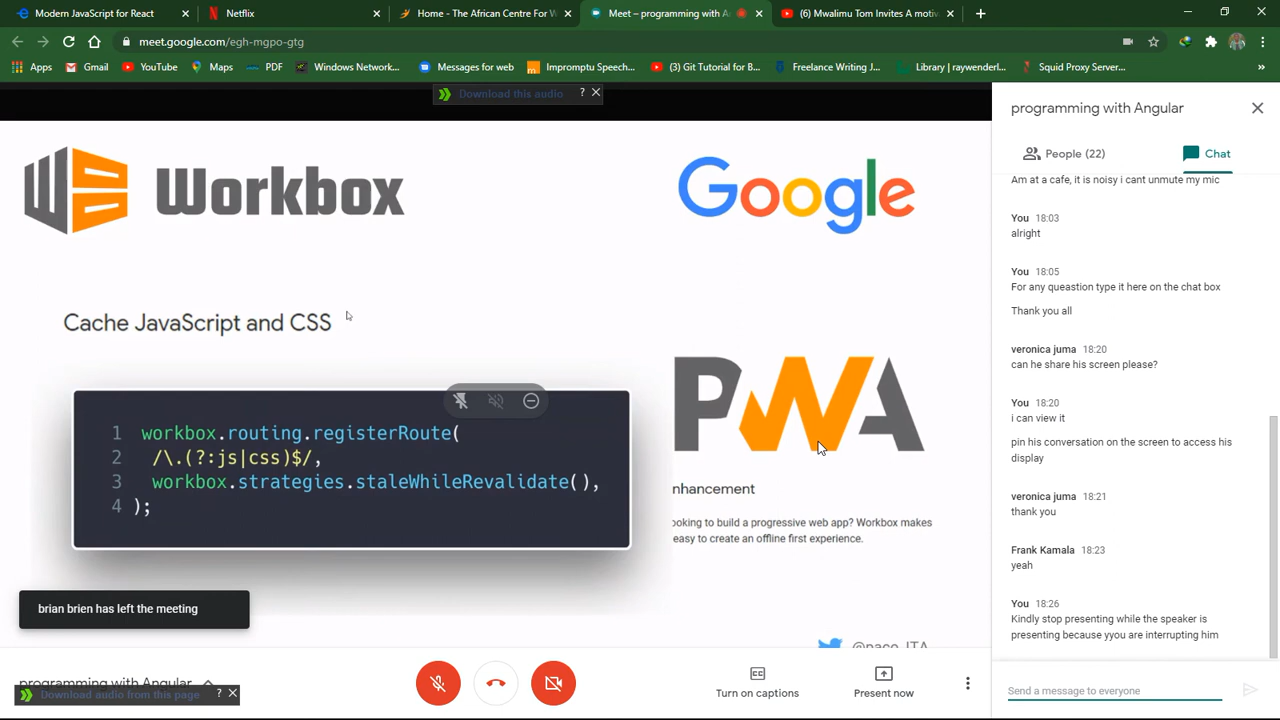 Modern JavaScript for React
Netflix
Home - The African Centre For W
Meet – programming with A
(6) Mwalimu Tom Invites A motiv
meet.google.com/egh-mgpo-gtg
Apps
Gmail
YouTube
Maps
PDF
Windows Network...
Messages for web
Impromptu Speech...
(3) Git Tutorial for B...
Freelance Writing J...
Library | raywenderl...
Squid Proxy Server...
Download this audio ?
Workbox
Google
Cache JavaScript and CSS
1 workbox.routing.registerRoute(
2 /\.(?:js|css)$/,
3 workbox.strategies.staleWhileRevalidate(),
4 );
PWA
nhancement
ooking to build a progressive web app? Workbox makes
easy to create an offline first experience.
brian brien has left the meeting
programming with Angular
Download audio from this page ?
Turn on captions
Present now
programming with Angular
People (22)
Chat
Am at a cafe, it is noisy i cant unmute my mic
You 18:03
alright
You 18:05
For any queastion type it here on the chat box
Thank you all
veronica juma 18:20
can he share his screen please?
You 18:20
i can view it
pin his conversation on the screen to access his
display
veronica juma 18:21
thank you
Frank Kamala 18:23
yeah
You 18:26
Kindly stop presenting while the speaker is
presenting because yyou are interrupting him
Send a message to everyone